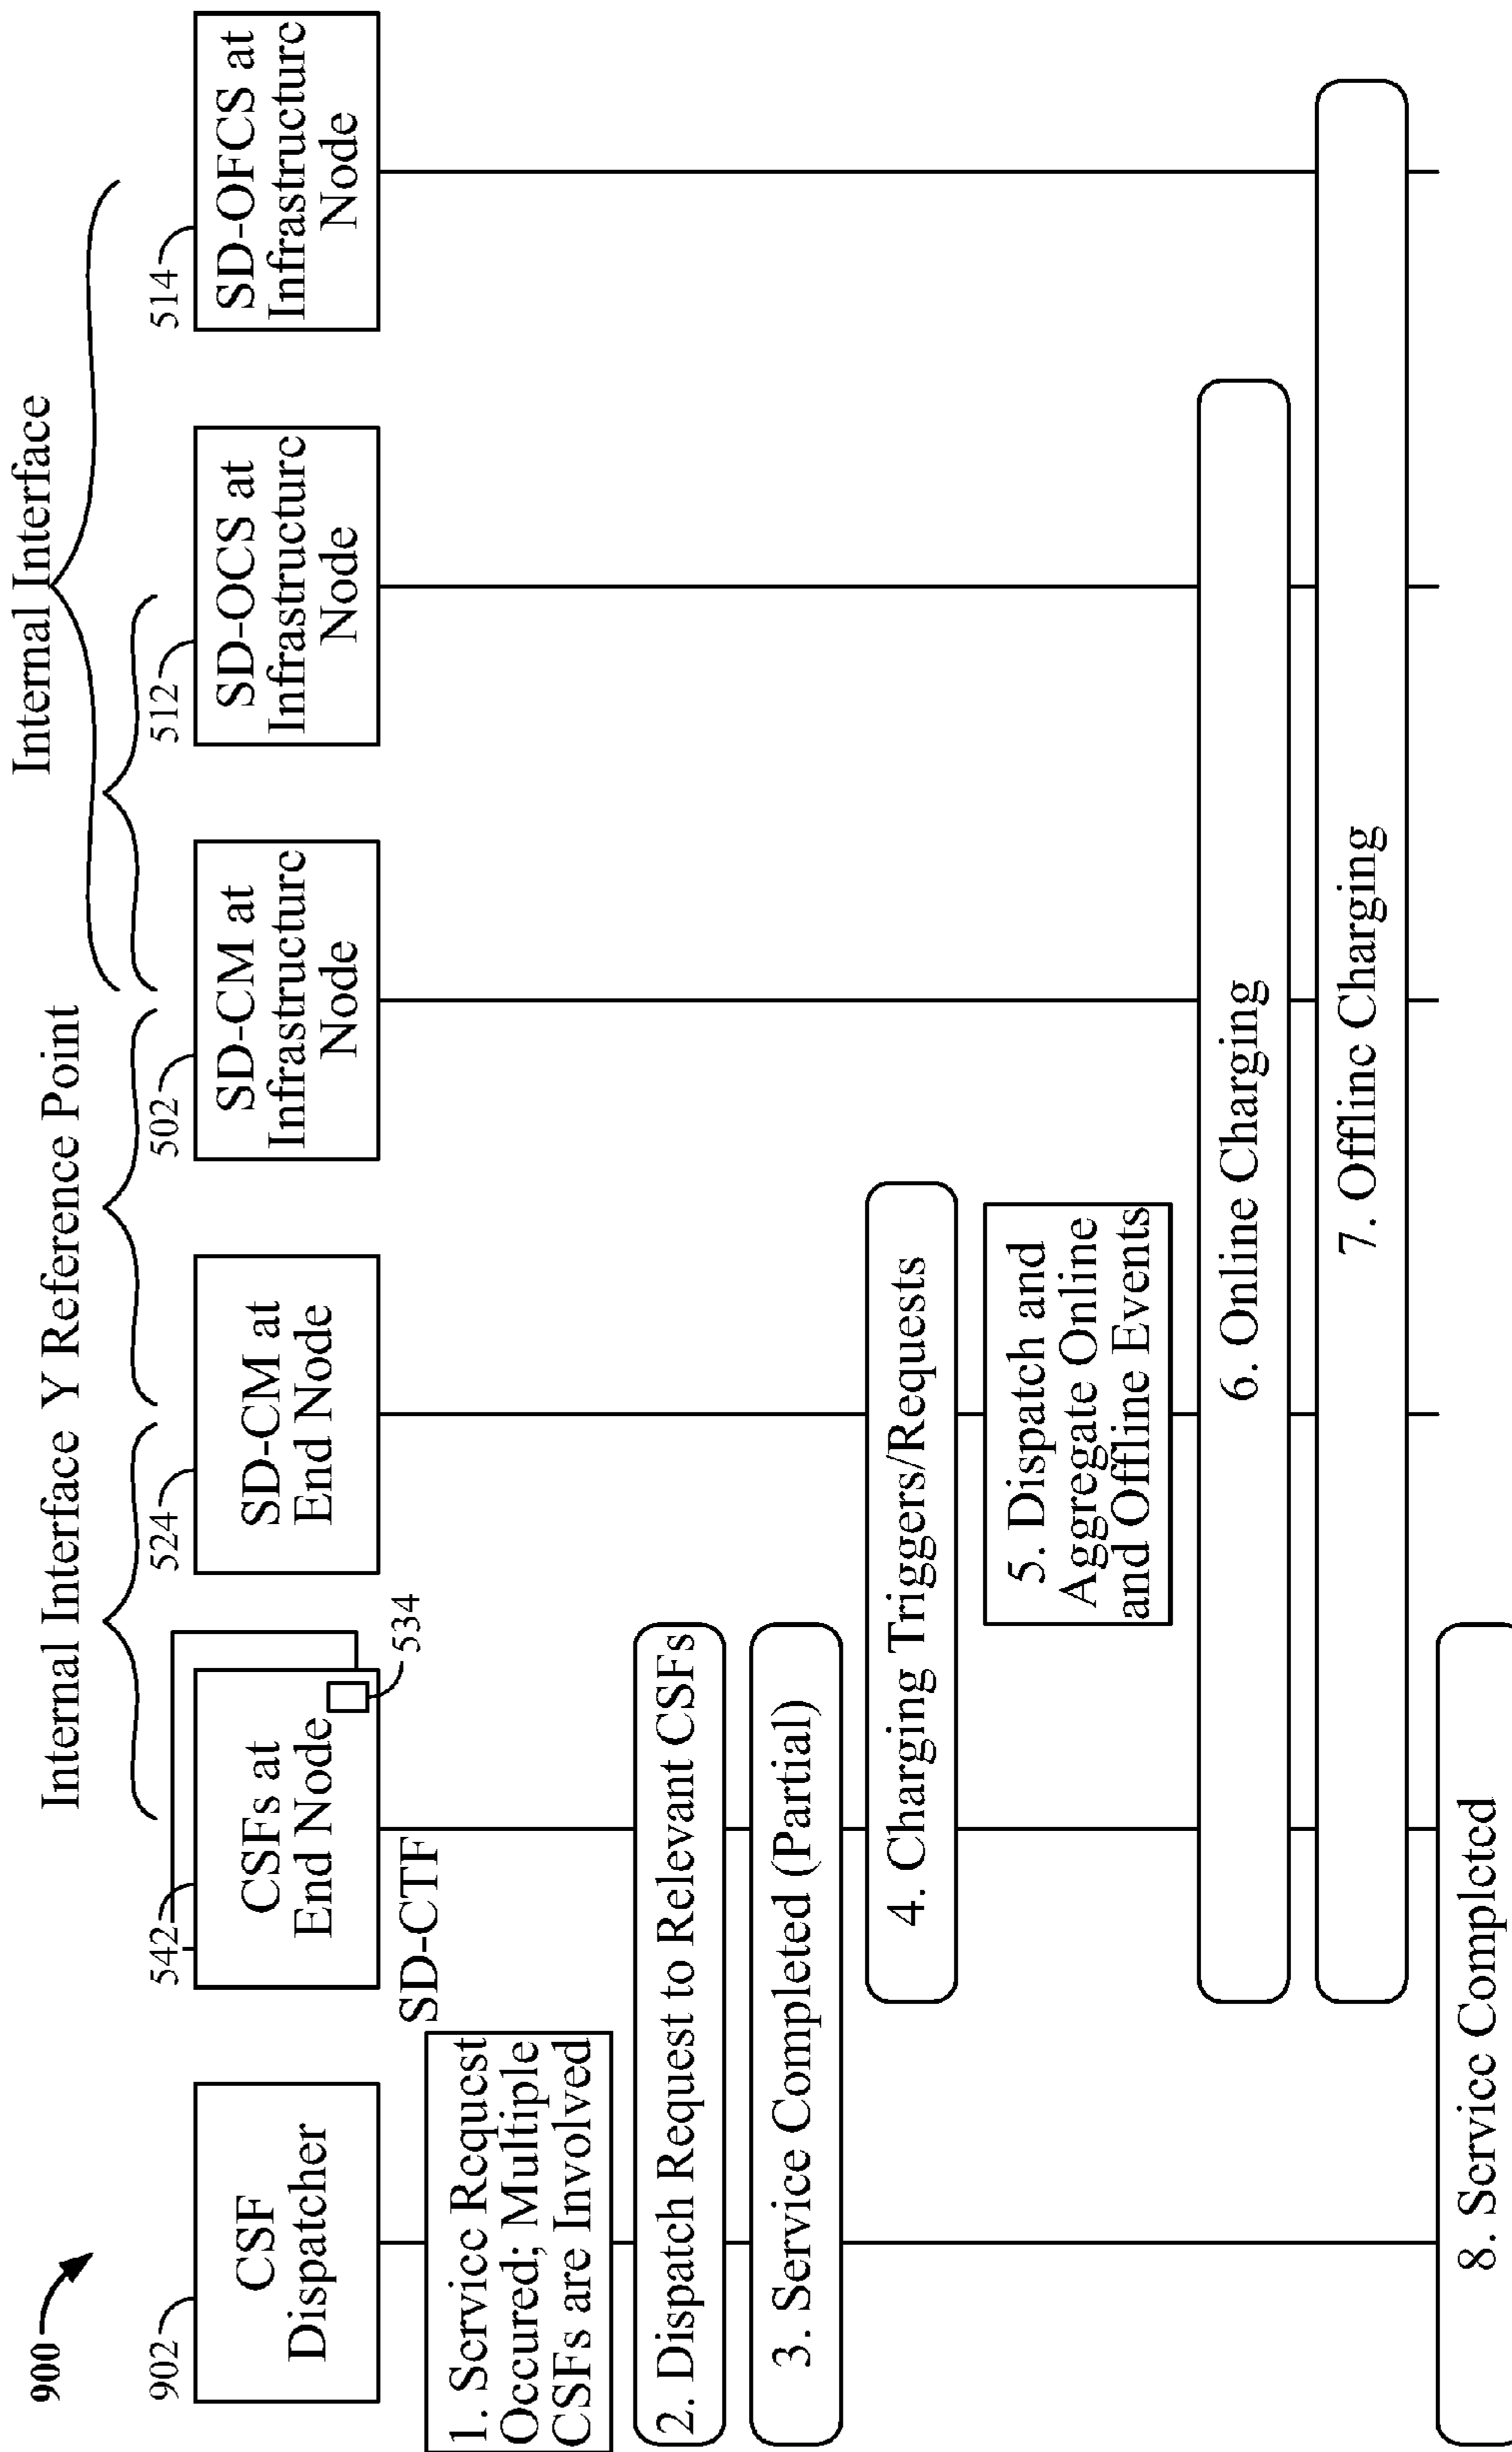 900
Internal Interface
Internal Interface Y Reference Point
902
542
524
502
512
514
CSF
Dispatcher
CSFs at
End Node
534
SD-CM at
End Node
SD-CM at
Infrastructure
Node
SD-OCS at
Infrastructure
Node
SD-OFCS at
Infrastructure
Node
SD-CTF
1. Service Request
Occured; Multiple
CSFs are Involved
2. Dispatch Request to Relevant CSFs
3. Service Completed (Partial)
4. Charging Triggers/Requests
5. Dispatch and
Aggregate Online
and Offline Events
6. Online Charging
7. Offline Charging
8. Service Completed